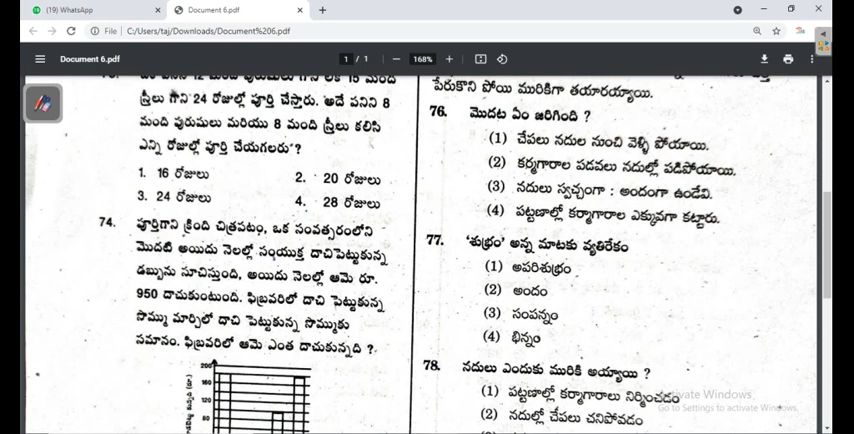 (19) WhatsApp
Document 6.pdf
File
C:/Users/taj/Downloads/Document%206.pdf
Document 6.pdf
1 / 1
168%
స్త్రీలు గాని 24 రోజుల్లో పూర్తి చేస్తారు. అదే పనిని 8
మంది పురుషులు మరియు 8 మంది స్త్రీలు కలిసి
ఎన్ని రోజుల్లో పూర్తి చేయగలరు ?
1. 16 రోజులు
2. 20 రోజులు
3. 24 రోజులు
4. 28 రోజులు
74. పూర్తిగాని క్రింది చిత్రపటం, ఒక సంవత్సరంలోని
మొదటి అయిదు నెలల్లో సంయుక్త దాచిపెట్టుకున్న
డబ్బును సూచిస్తుంది, అయిదు నెలల్లో ఆమె రూ.
950 దాచుకుంటుంది. ఫిబ్రవరిలో దాచి పెట్టుకున్న
సొమ్ము మార్చిలో దాచి పెట్టుకున్న సొమ్ముకు
సమానం. ఫిబ్రవరిలో ఆమె ఎంత దాచుకున్నది ?
200
160
120
80
పేరుకొని పోయి మురికిగా తయారయ్యాయి.
76. మొదట ఏం జరిగింది ?
(1) చేపలు నదుల నుంచి వెళ్ళి పోయాయి.
(2) కర్మగారాల పడవలు నదుల్లో పడిపోయాయి.
(3) నదులు స్వచ్ఛంగా : అందంగా ఉండేవి.
(4) పట్టణాల్లో కర్మాగారాల ఎక్కువగా కట్టారు.
77. 'శుభ్రం' అన్న మాటకు వ్యతిరేకం
(1) అపరిశుభ్రం
(2) అందం
(3) సంపన్నం
(4) భిన్నం
78. నదులు ఎందుకు మురికి అయ్యాయి ?
(1) పట్టణాల్లో కర్మాగారాలు నిర్మించడం
(2) నదుల్లో చేపలు చనిపోవడం
Activate Windows
Go to Settings to activate Windows.